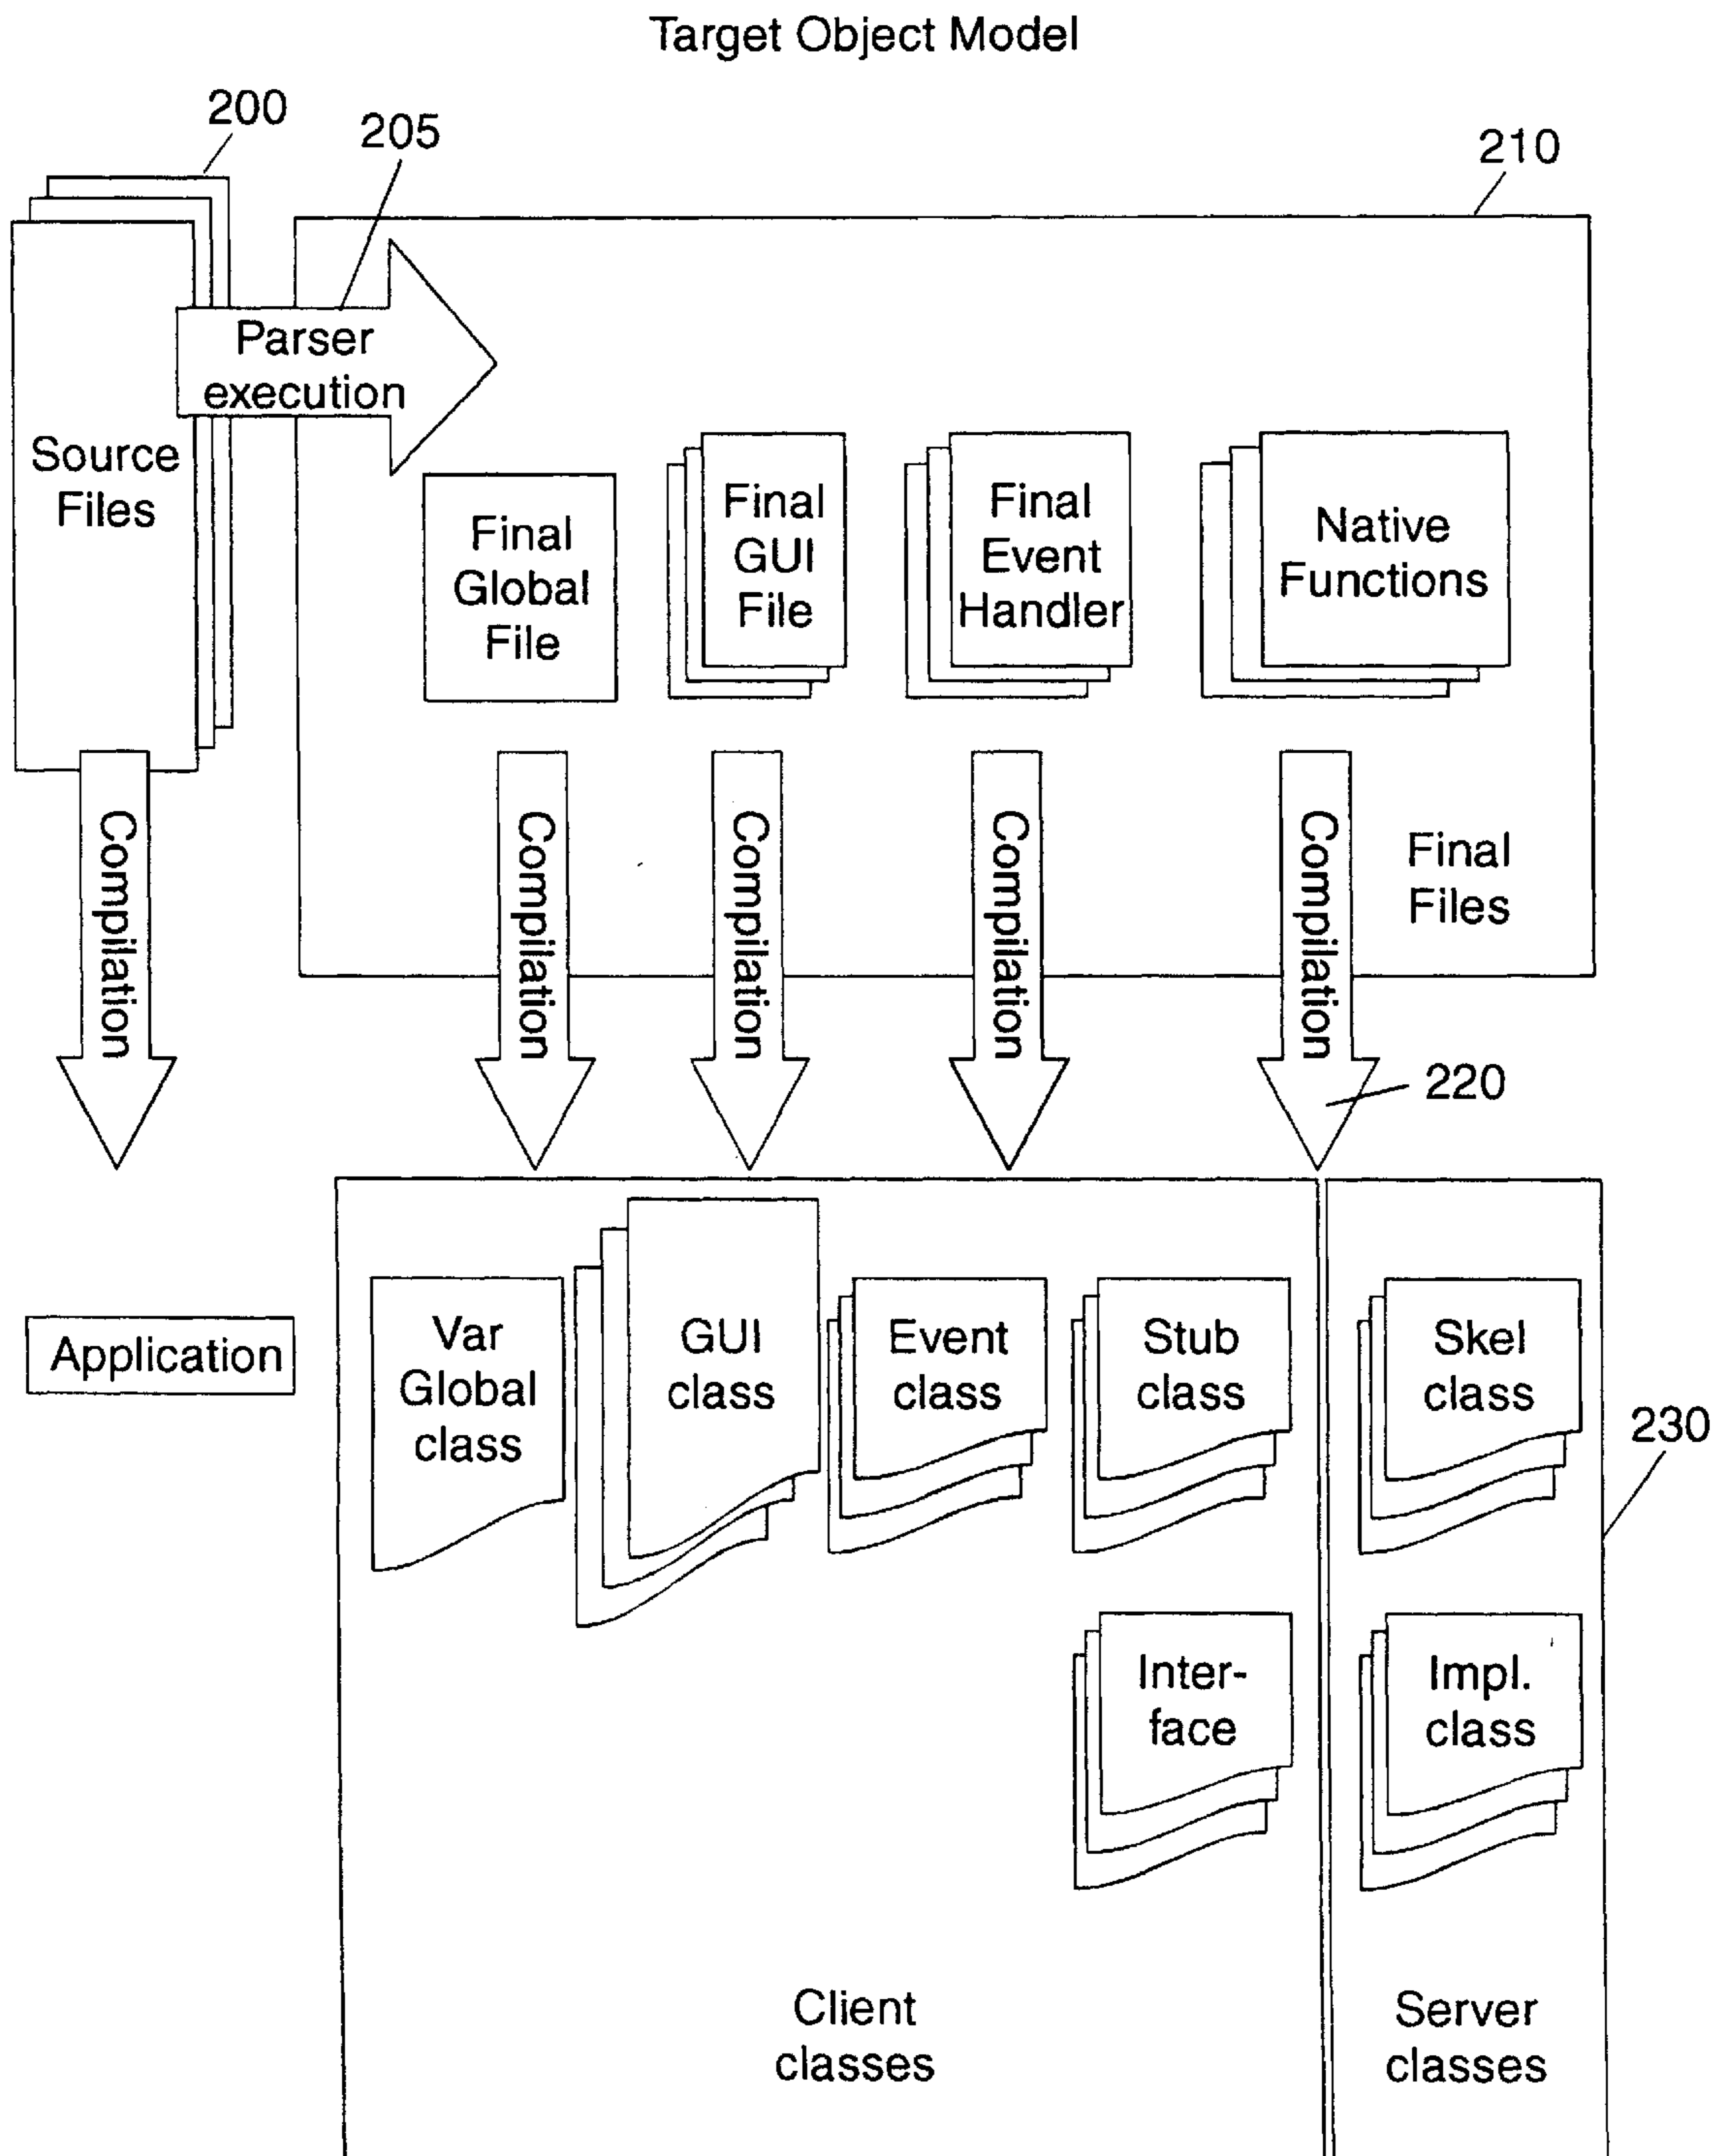 Target Object Model
200
205
210
Parser
execution
Source
Files
Final
Global
File
Final
GUI
File
Final
Event
Handler
Native
Functions
Compilation
Compilation
Compilation
Compilation
Compilation
Final
Files
220
Application
Var
Global
class
GUI
class
Event
class
Stub
class
Skel
class
230
Inter-
face
Impl.
class
Client
classes
Server
classes